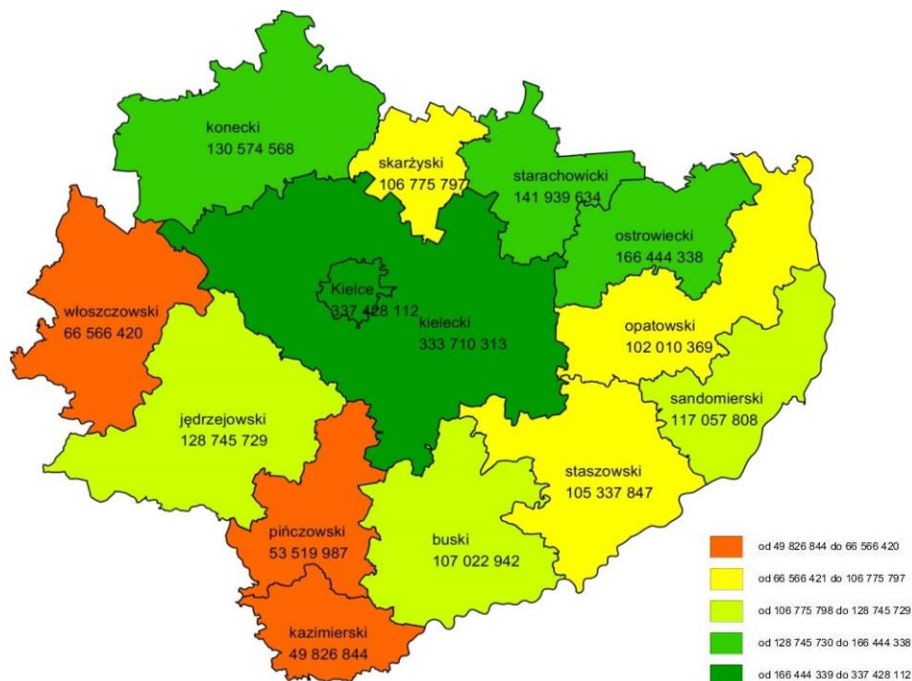 konecki
130 574 568
skarżyski
106 775 797
starachowicki
141 939 634
ostrowiecki
166 444 338
Kielce
337 428 112
włoszczowski
66 566 420
kielecki
333 710 313
opatowski
102 010 369
jędrzejowski
128 745 729
sandomierski
117 057 808
staszowski
105 337 847
pińczowski
53 519 987
buski
107 022 942
kazimierski
49 826 844
od 49 826 844 do 66 566 420
od 66 566 421 do 106 775 797
od 106 775 798 do 128 745 729
od 128 745 730 do 166 444 338
od 166 444 339 do 337 428 112